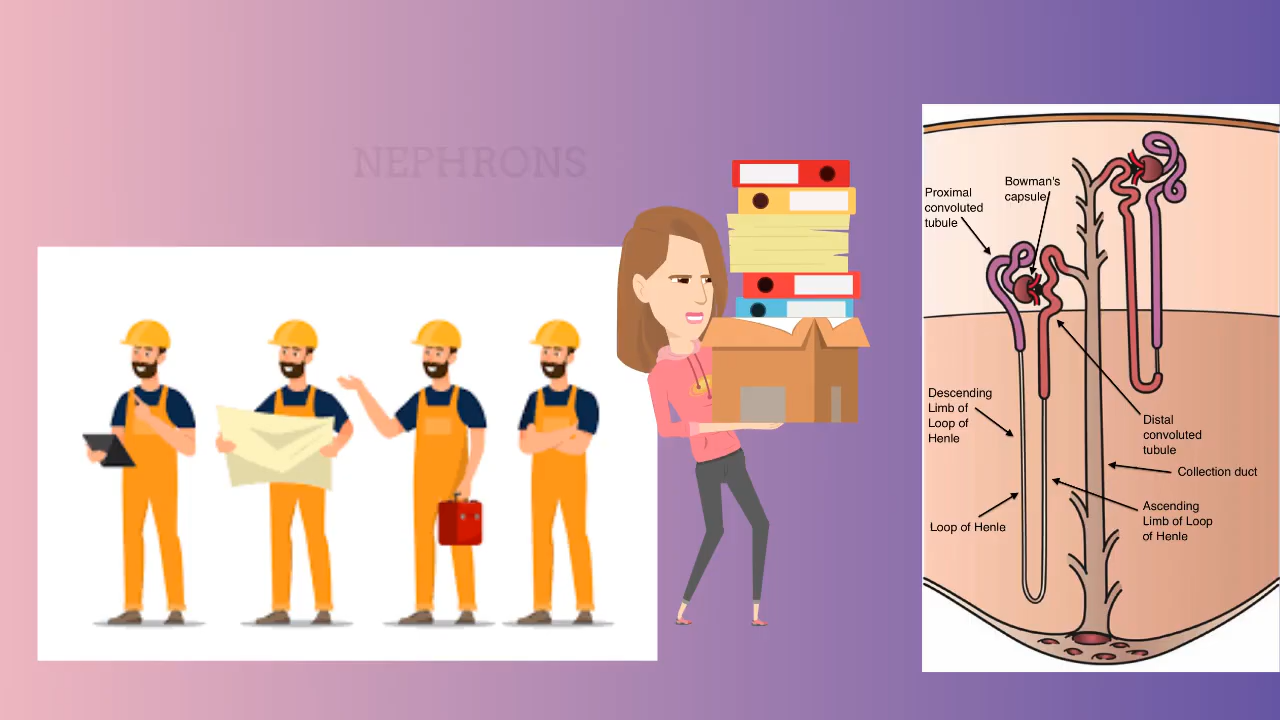 NEPHRONS
Proximal
convoluted
tubule
Bowman's
capsule
Descending
Limb of
Loop of
Henle
Loop of Henle
Distal
convoluted
tubule
Collection duct
Ascending
Limb of Loop
of Henle